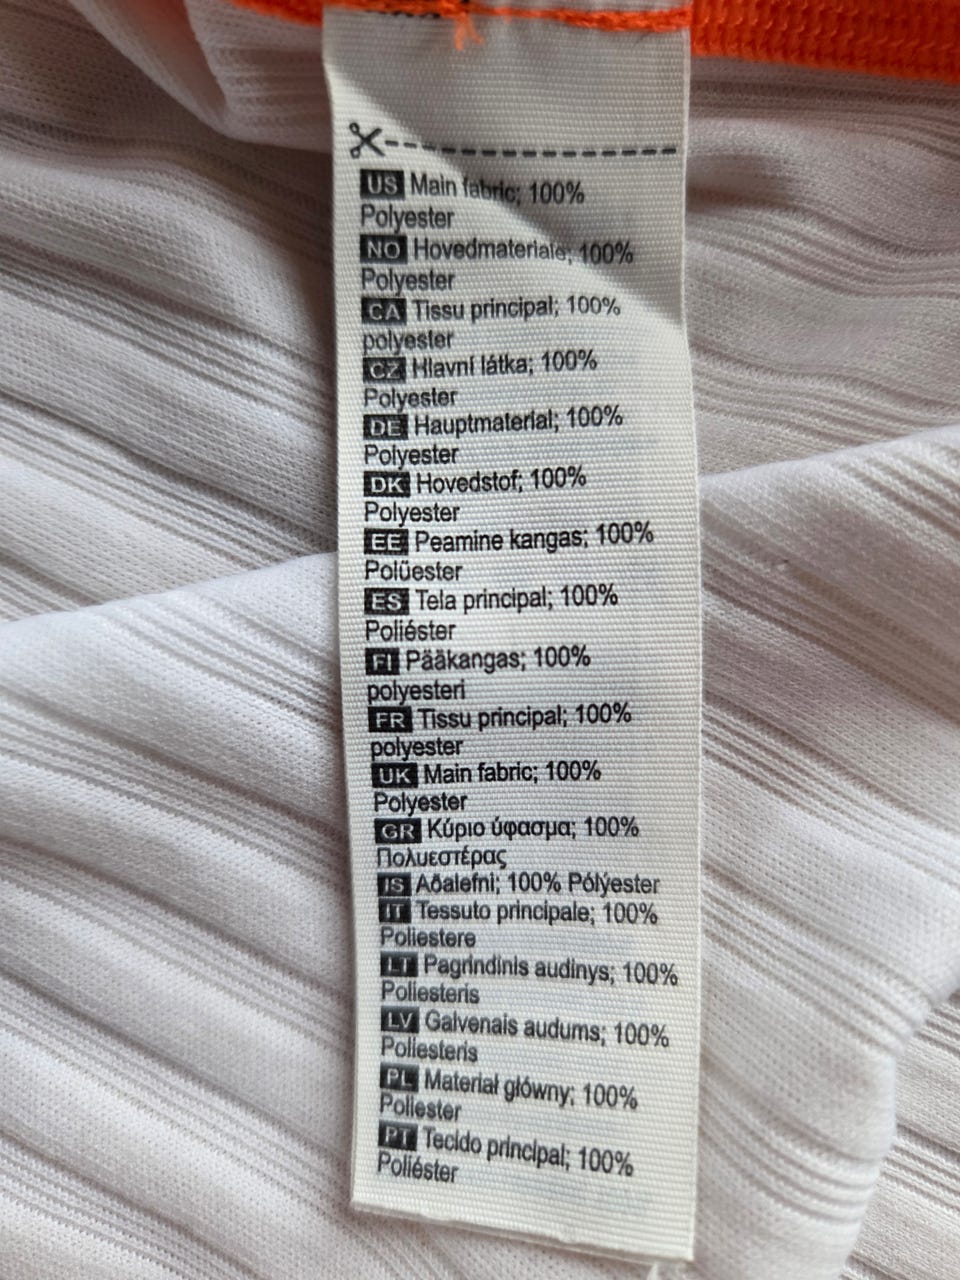 US Main fabric; 100%
Polyester
NO Hovedmateriale; 100%
Polyester
CA Tissu principal; 100%
polyester
CZ Hlavní látka; 100%
Polyester
DE Hauptmaterial; 100%
Polyester
DK Hovedstof; 100%
Polyester
EE Peamine kangas; 100%
Polüester
ES Tela principal; 100%
Poliéster
FI Pääkangas; 100%
polyesteri
FR Tissu principal; 100%
polyester
UK Main fabric; 100%
Polyester
GR Κύριο ύφασμα; 100%
Πολυεστέρας
IS Aðalefni; 100% Pólýester
IT Tessuto principale; 100%
Poliestere
LT Pagrindinis audinys; 100%
Poliesteris
LV Galvenais audums; 100%
Poliesteris
PL Materiał główny; 100%
Poliester
PT Tecido principal; 100%
Poliéster